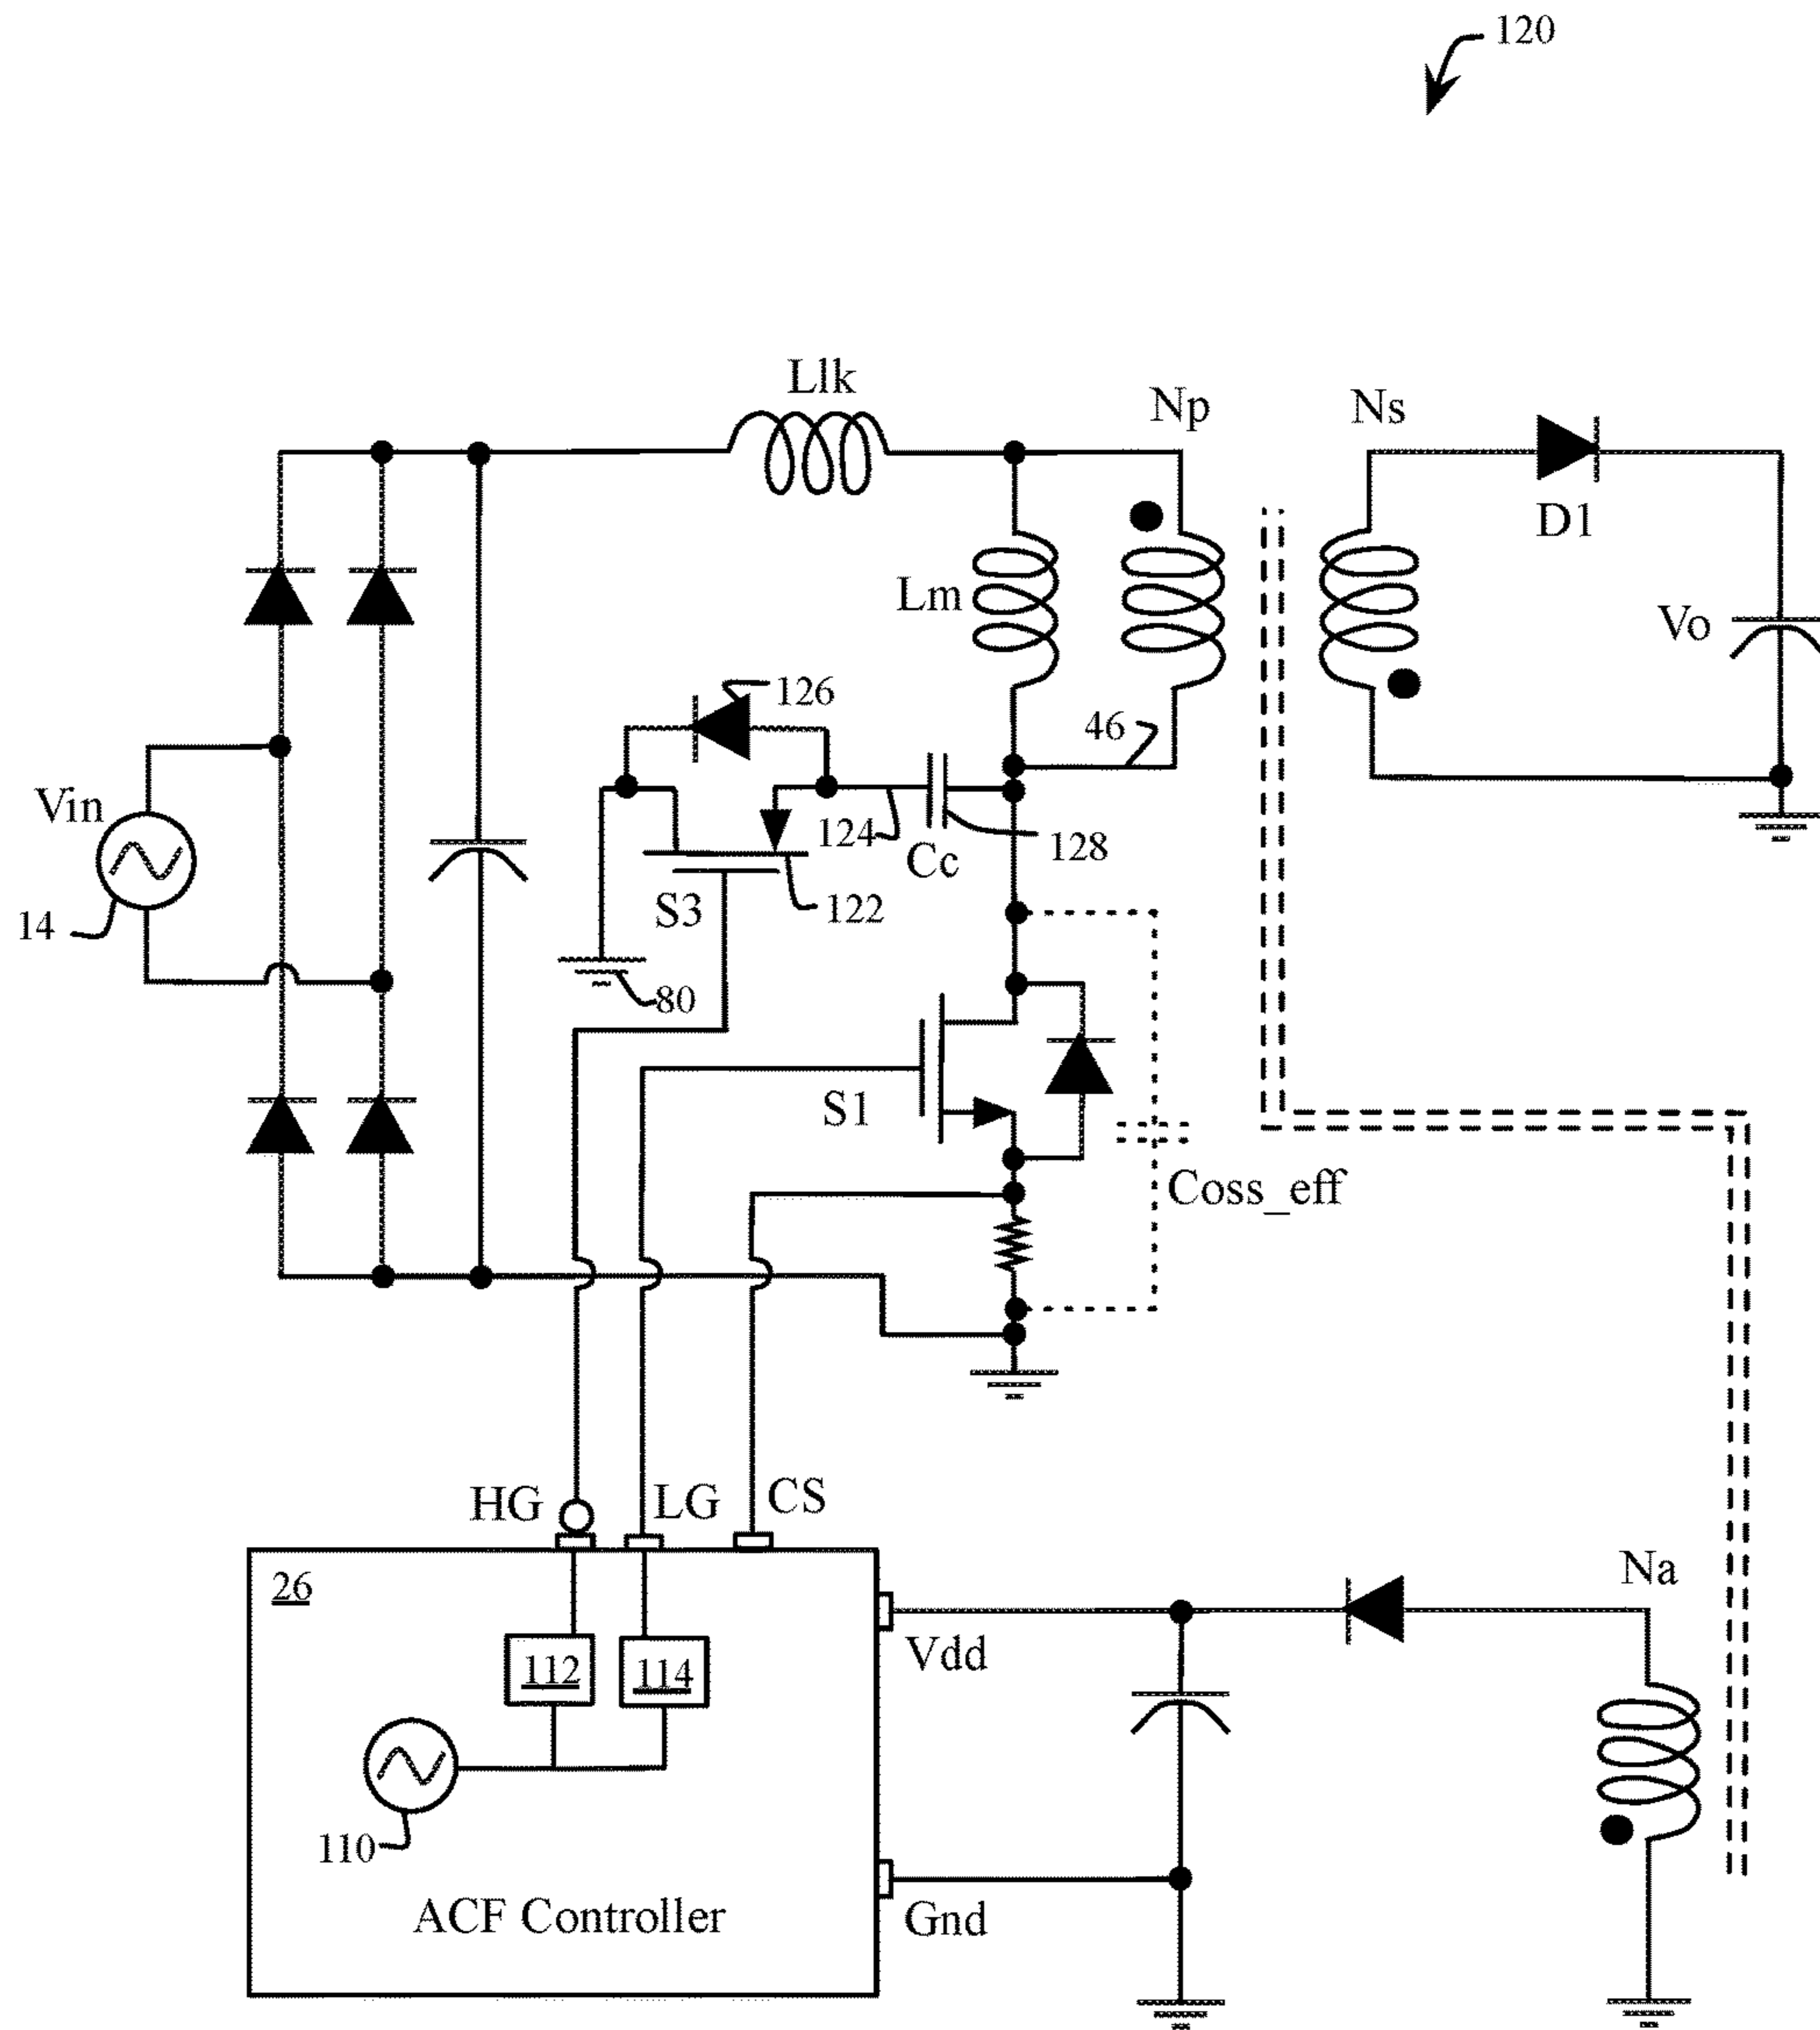 120
Llk
Np
Ns
D1
Lm
Vo
126
46
Vin
124
Cc
128
S3
122
14
80
S1
Coss_eff
HG
LG
CS
26
Na
112
114
Vdd
110
ACF Controller
Gnd